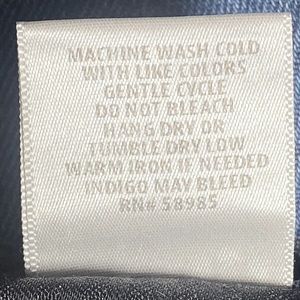 MACHINE WASH COLD
WITH LIKE COLORS
GENTLE CYCLE
DO NOT BLEACH
HANG DRY OR
TUMBLE DRY LOW
WARM IRON IF NEEDED
INDIGO MAY BLEED
RN# 58985